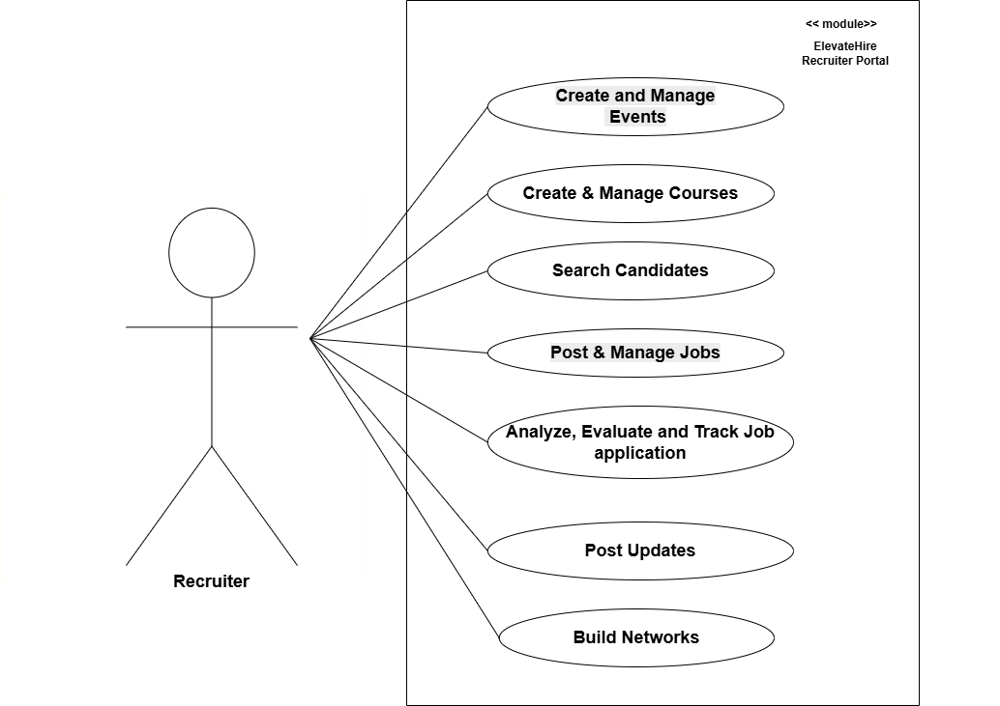 << module>>
ElevateHire
Recruiter Portal
Create and Manage
Events
Create & Manage Courses
Search Candidates
Post & Manage Jobs
Analyze, Evaluate and Track Job
application
Post Updates
Recruiter
Build Networks